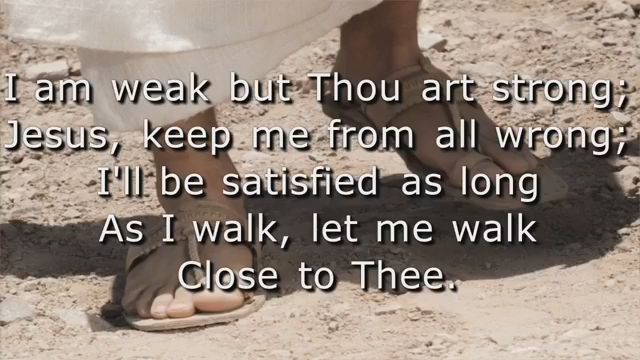 I am weak but Thou art strong;
Jesus, keep me from all wrong;
I'll be satisfied as long
As I walk, let me walk
Close to Thee.